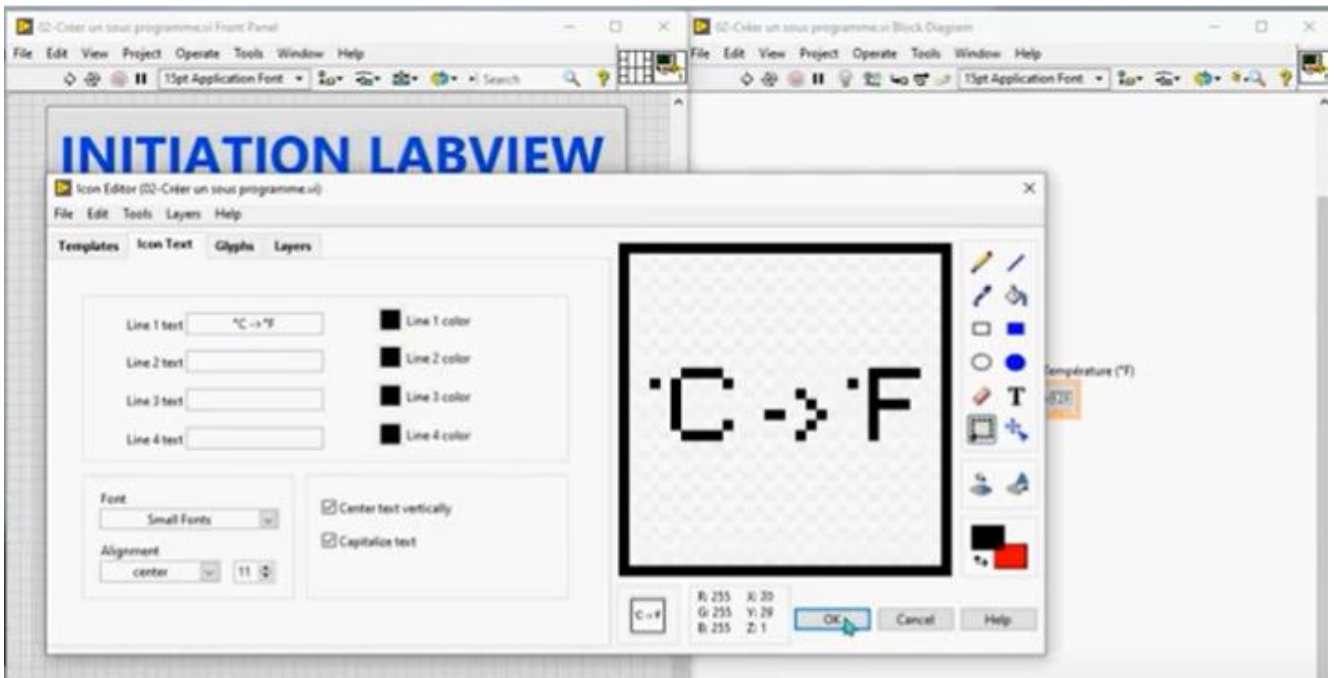 02-Créer un sous programme.vi Front Panel
File Edit View Project Operate Tools Window Help
15pt Application Font
Search
INITIATION LABVIEW
02-Créer un sous programme.vi Block Diagram
File Edit View Project Operate Tools Window Help
15pt Application Font
Icon Editor (02-Créer un sous programme.vi)
File Edit Tools Layers Help
Templates Icon Text Glyphs Layers
Line 1 text °C ->°F Line 1 color
Line 2 text Line 2 color
Line 3 text Line 3 color
Line 4 text Line 4 color
Font
Small Fonts
Alignment
center 11
Center text vertically
Capitalize text
°C->°F
T
Température (°F)
°C->F
R: 255 X: 20
G: 255 Y: 29
B: 255 Z: 1
OK Cancel Help